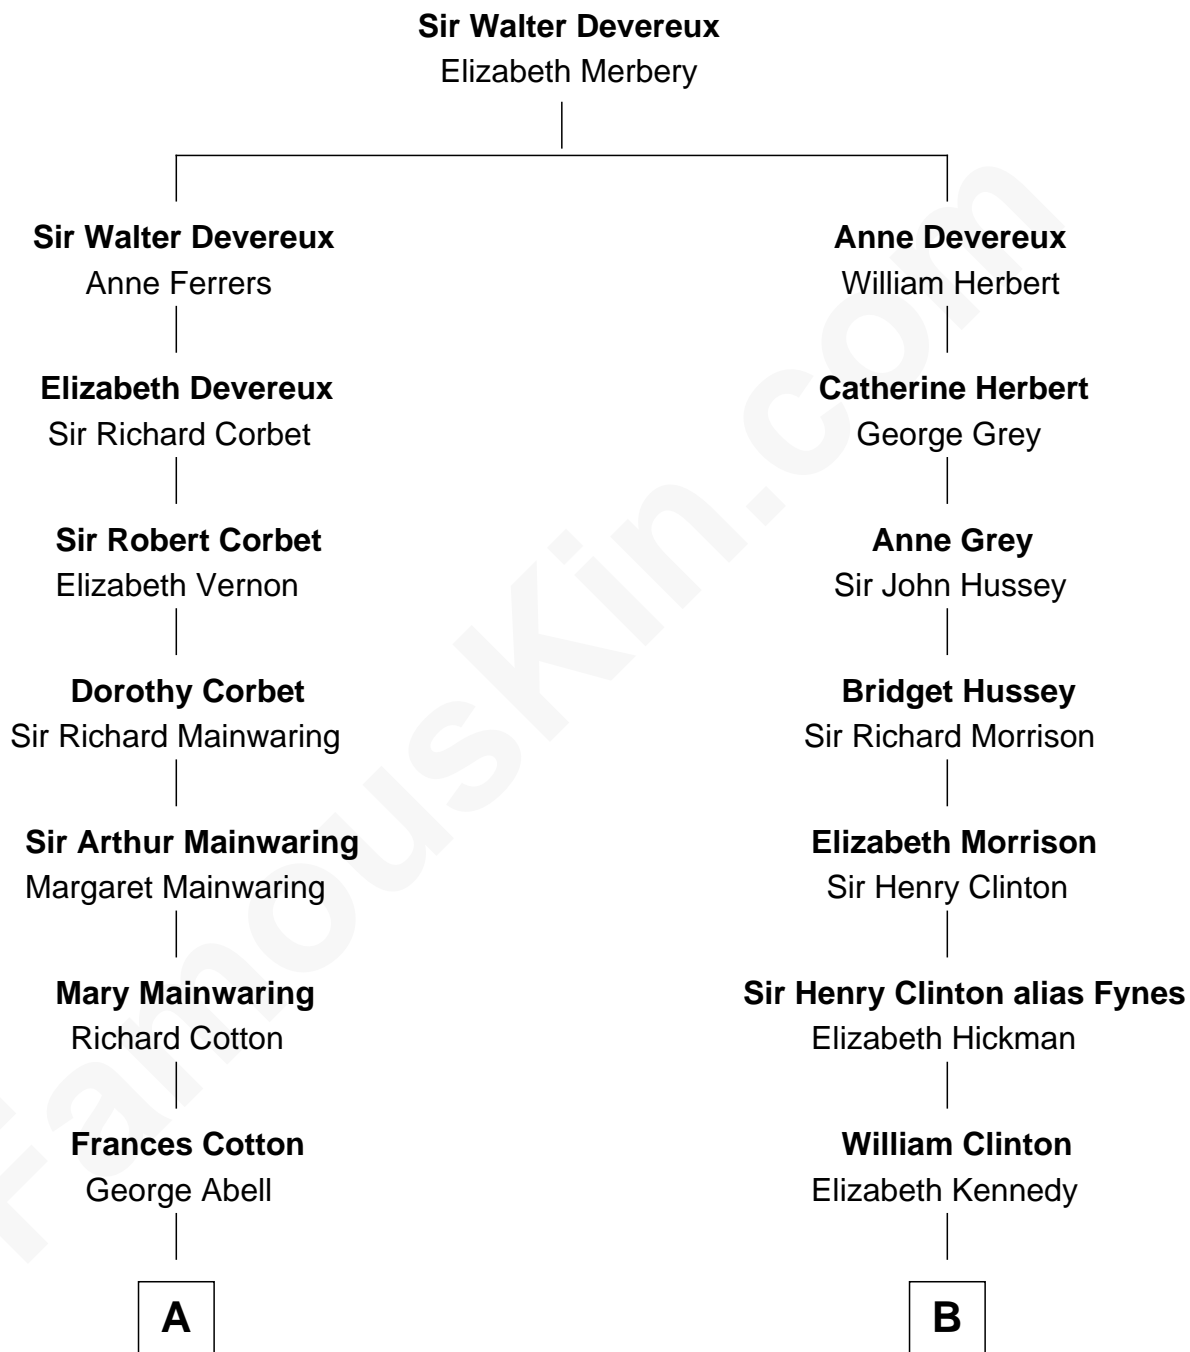 Sir Walter Devereux
Elizabeth Merbery
Sir Walter Devereux
Anne Ferrers
Anne Devereux
William Herbert
Elizabeth Devereux
Sir Richard Corbet
Catherine Herbert
George Grey
Sir Robert Corbet
Elizabeth Vernon
Anne Grey
Sir John Hussey
Dorothy Corbet
Sir Richard Mainwaring
Bridget Hussey
Sir Richard Morrison
Sir Arthur Mainwaring
Margaret Mainwaring
Elizabeth Morrison
Sir Henry Clinton
Mary Mainwaring
Richard Cotton
Sir Henry Clinton alias Fynes
Elizabeth Hickman
Frances Cotton
George Abell
William Clinton
Elizabeth Kennedy
A
B
FamousKin.com